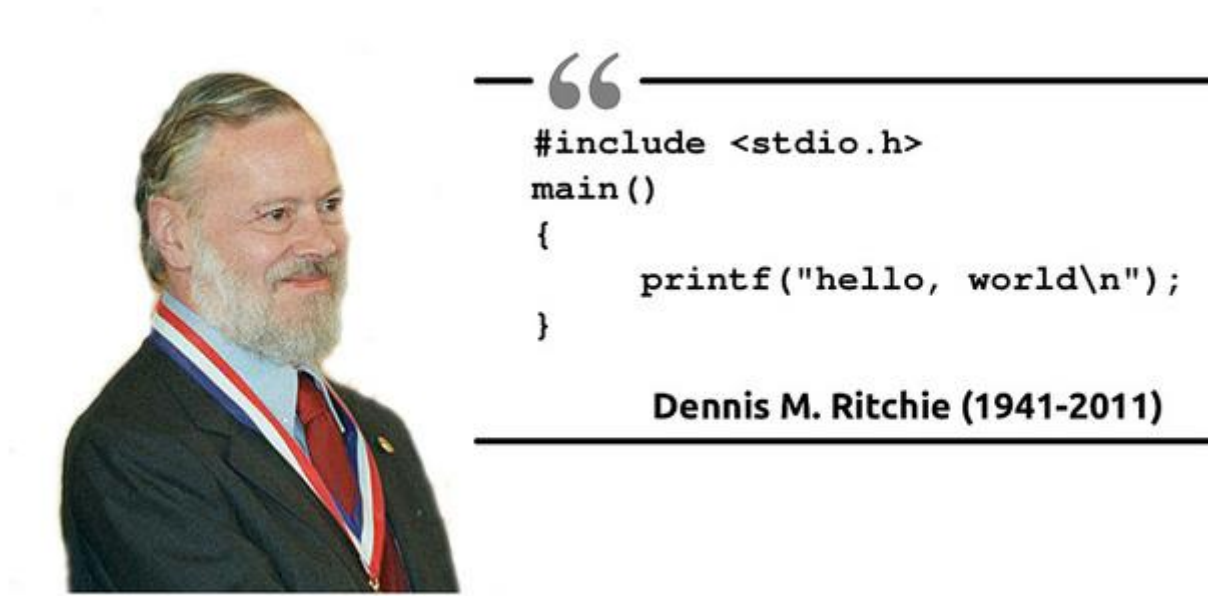 “
#include <stdio.h>
main()
{
printf("hello, world\n");
}
Dennis M. Ritchie (1941-2011)